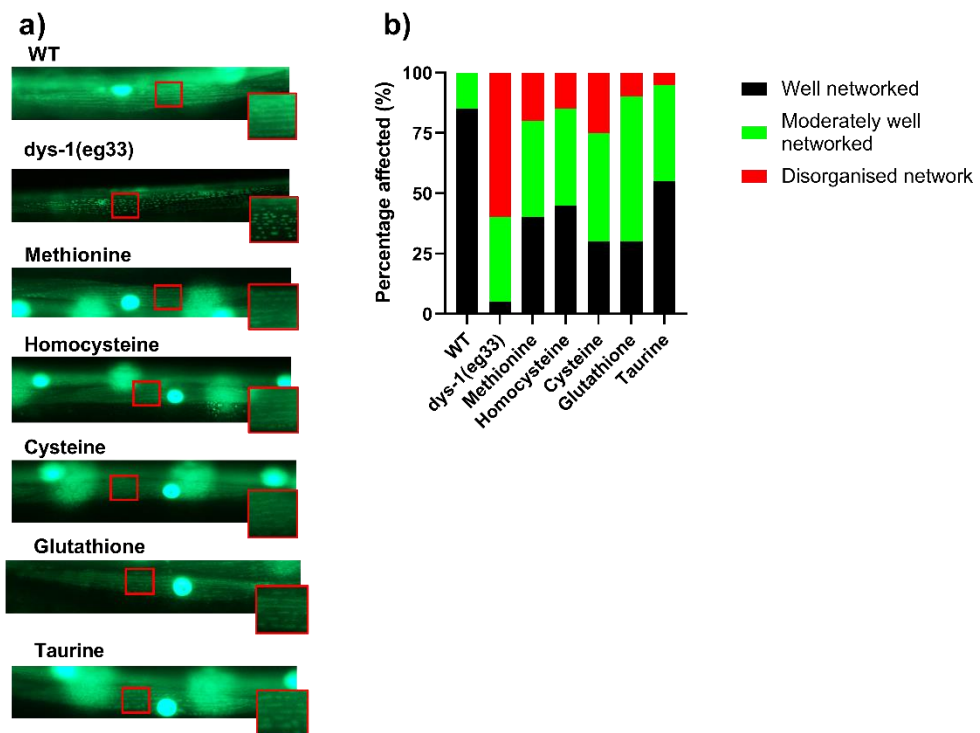 a)
WT
dys-1(eg33)
Methionine
Homocysteine
Cysteine
Glutathione
Taurine
b)
Percentage affected (%)
100
75
50
25
0
WT
dys-1(eg33)
Methionine
Homocysteine
Cysteine
Glutathione
Taurine
Well networked
Moderately well
networked
Disorganised network